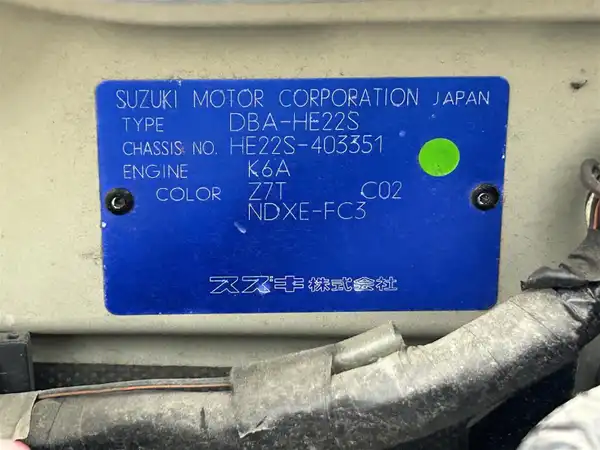 SUZUKI MOTOR CORPORATION JAPAN
TYPE DBA-HE22S
CHASSIS NO. HE22S-403351
ENGINE K6A
COLOR Z7T C02
NDXE-FC3
スズキ株式会社